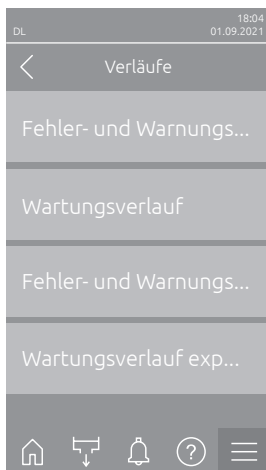 18:04
DL 01.09.2021
Verläufe
Fehler- und Warnungs...
Wartungsverlauf
Fehler- und Warnungs...
Wartungsverlauf exp...
?